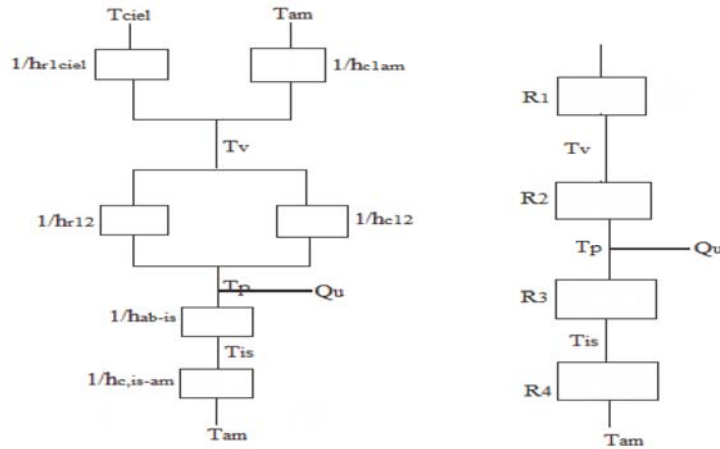 Tciel
Tam
1/hr1ciel
1/hc1am
Tv
1/hr12
1/hc12
Tp
Qu
1/hab-is
Tis
1/hc,is-am
Tam
R1
Tv
R2
Tp
Qu
R3
Tis
R4
Tam